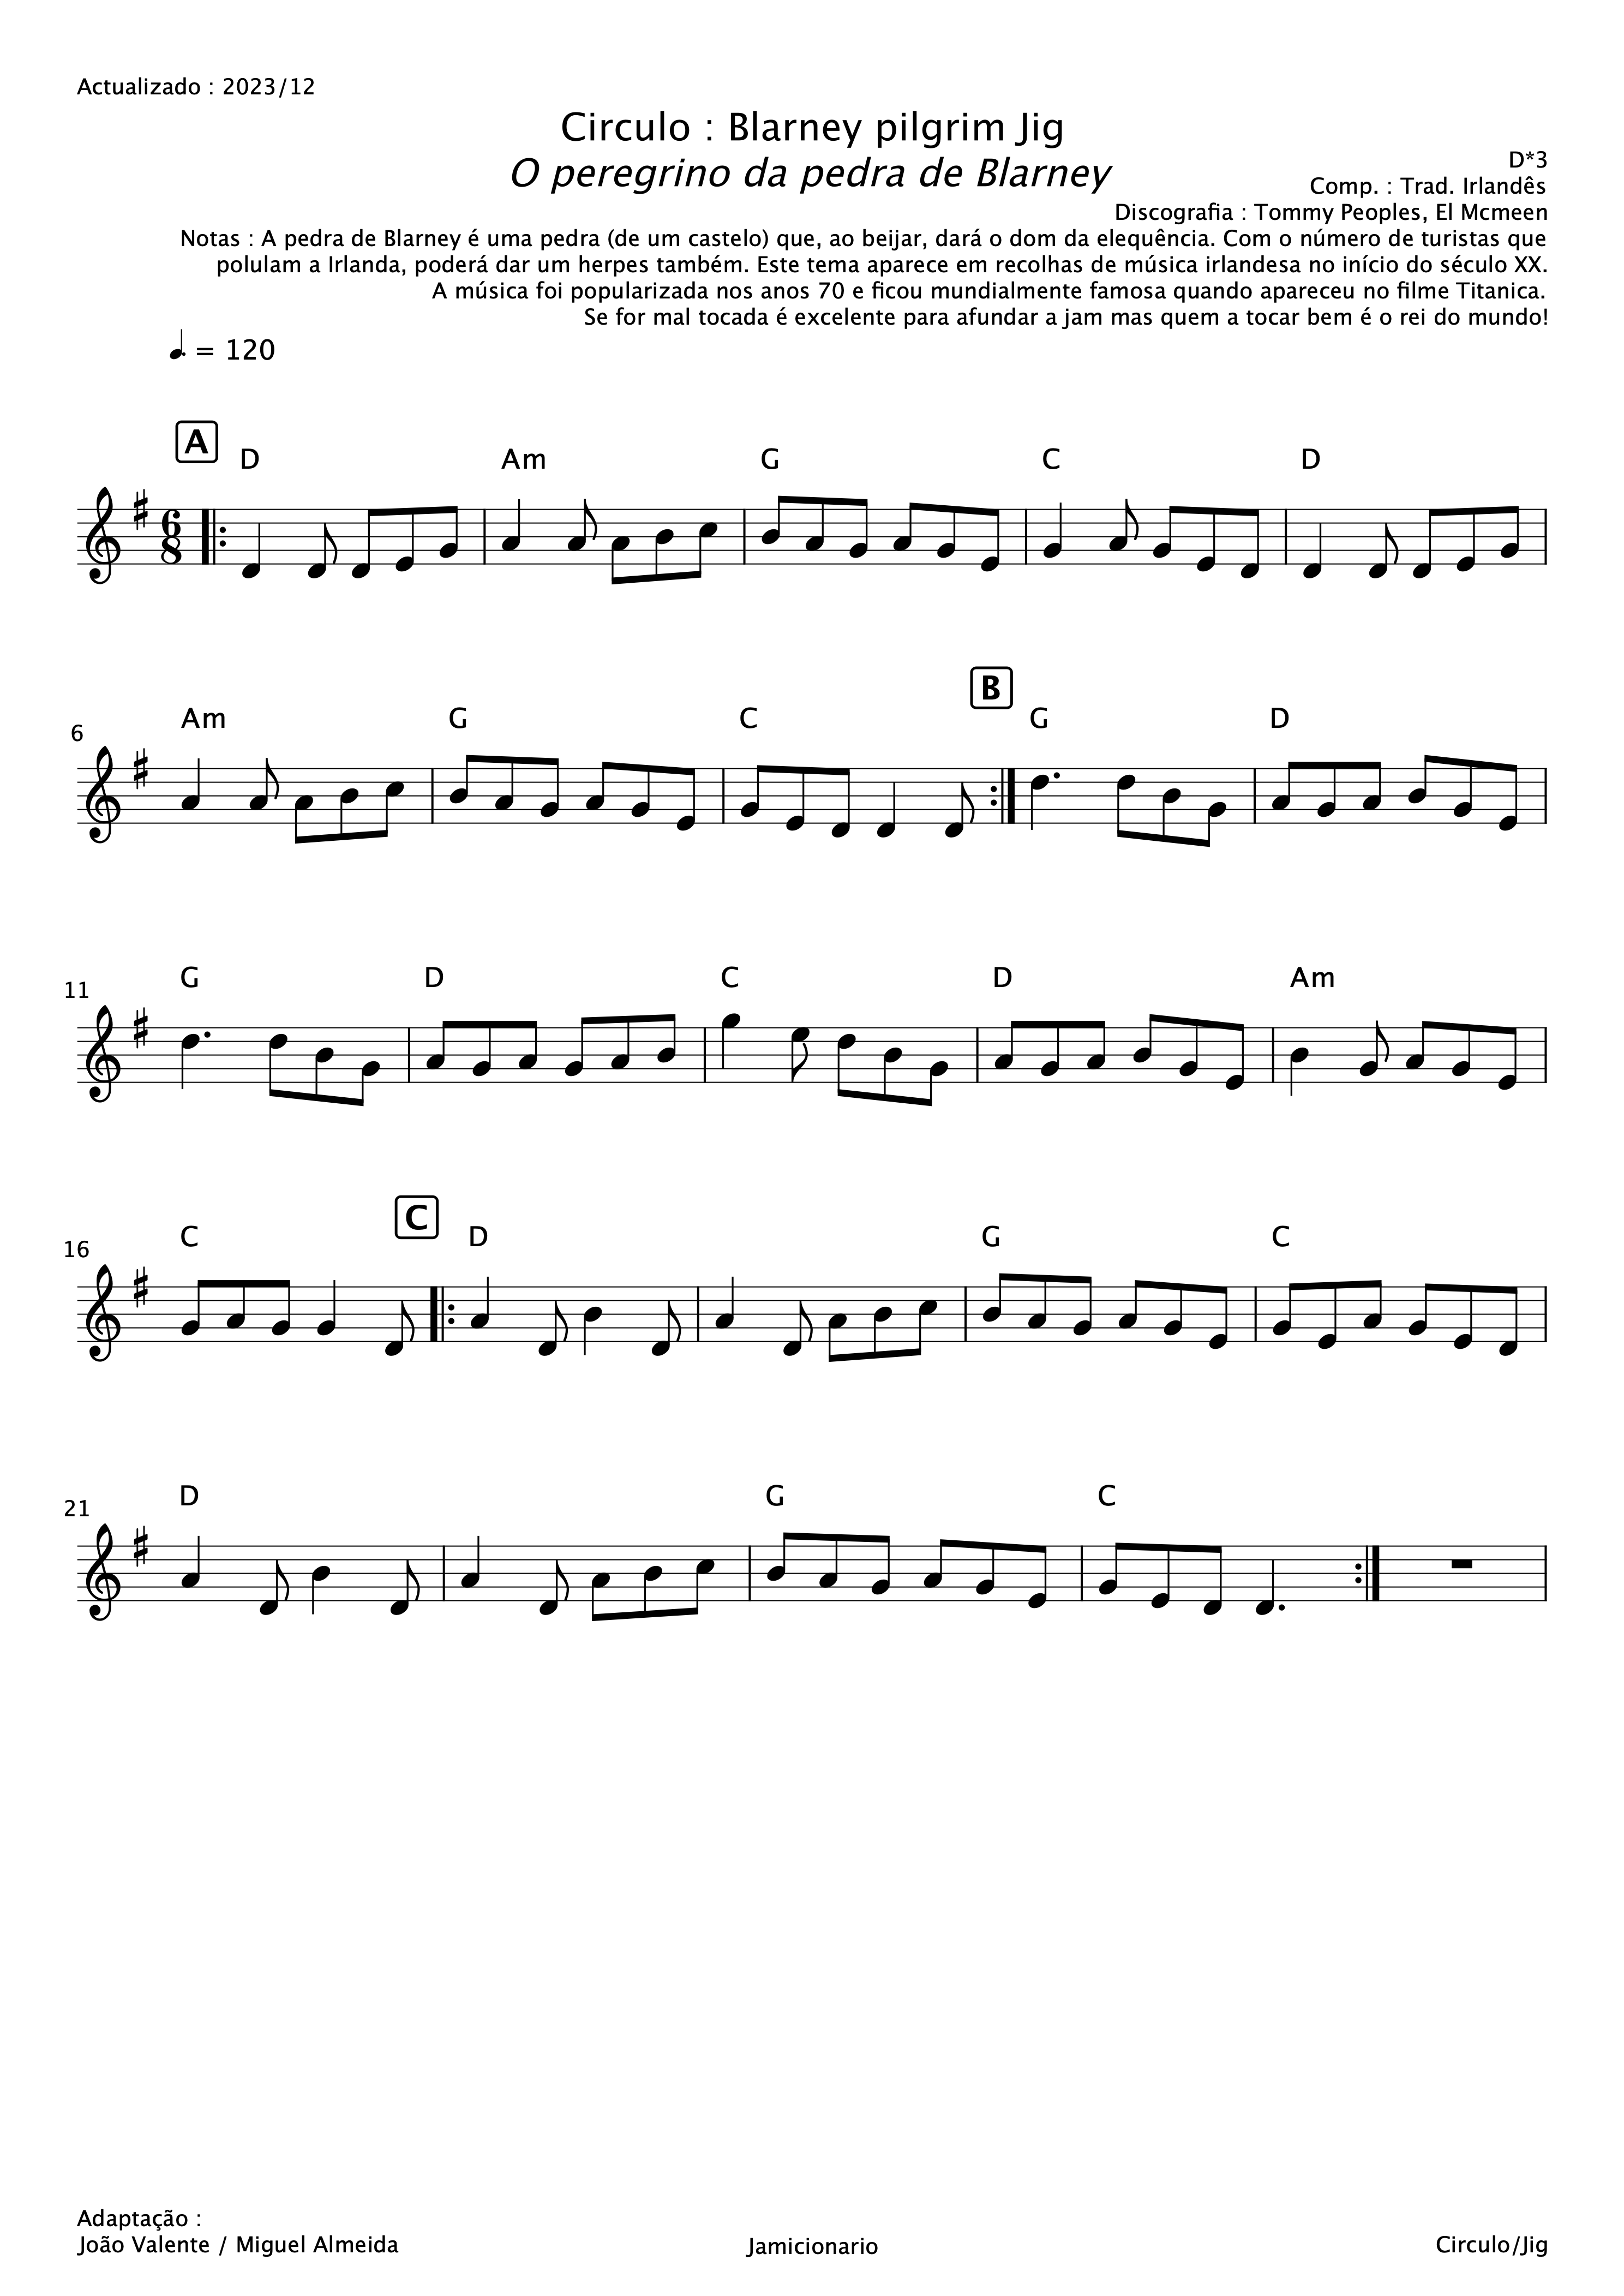 Actualizado : 2023/12
Circulo : Blarney pilgrim Jig
O peregrino da pedra de Blarney
D*3
Comp. : Trad. Irlandês
Discografia : Tommy Peoples, El Mcmeen
Notas : A pedra de Blarney é uma pedra (de um castelo) que, ao beijar, dará o dom da elequência. Com o número de turistas que
polulam a Irlanda, poderá dar um herpes também. Este tema aparece em recolhas de música irlandesa no início do século XX.
A música foi popularizada nos anos 70 e ficou mundialmente famosa quando apareceu no filme Titanica.
Se for mal tocada é excelente para afundar a jam mas quem a tocar bem é o rei do mundo!
= 120
A
D Am G C D
6 8
B
6 Am G C G D
11 G D C D Am
C
16 C D G C
21 D G C
Adaptação :
João Valente / Miguel Almeida
Jamicionario
Circulo/Jig